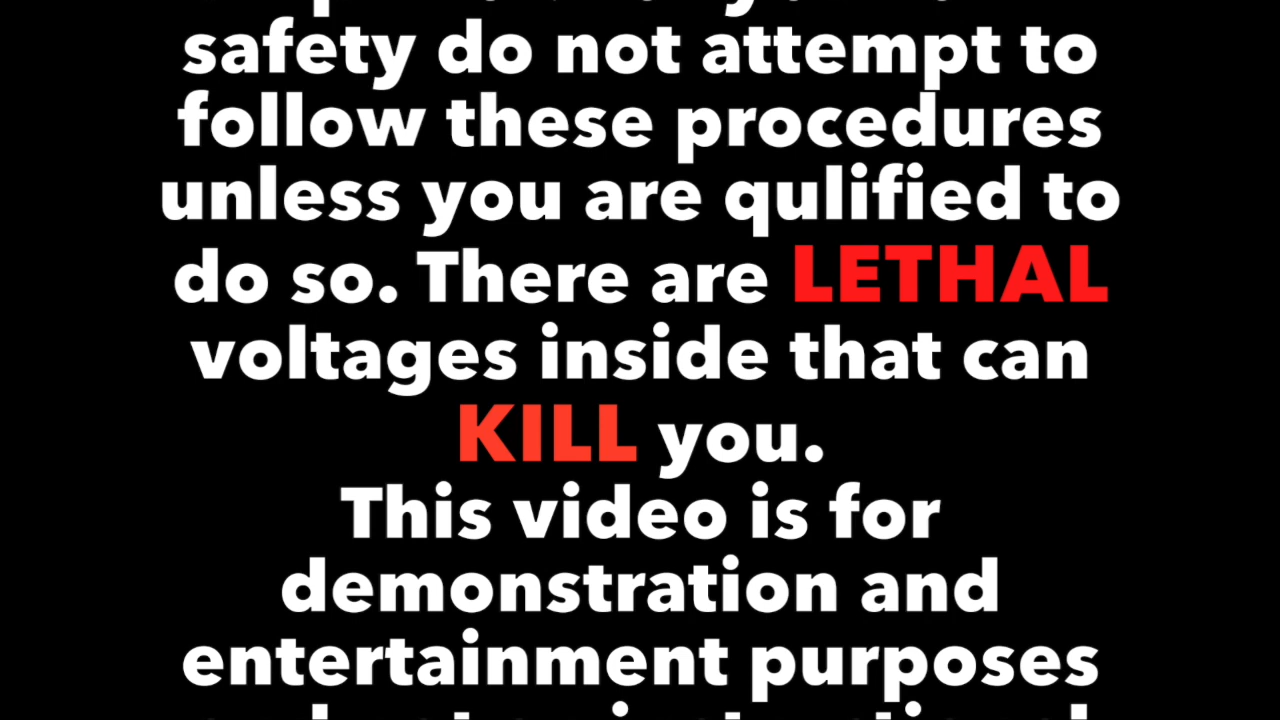 safety do not attempt to
follow these procedures
unless you are qulified to
do so. There are LETHAL
voltages inside that can
KILL you.
This video is for
demonstration and
entertainment purposes